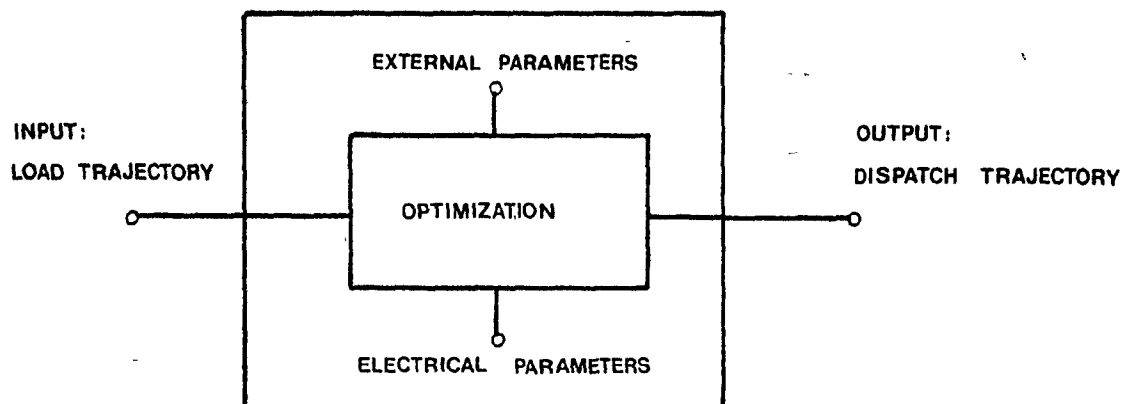 EXTERNAL PARAMETERS
INPUT:
LOAD TRAJECTORY
OUTPUT:
DISPATCH TRAJECTORY
OPTIMIZATION
ELECTRICAL PARAMETERS